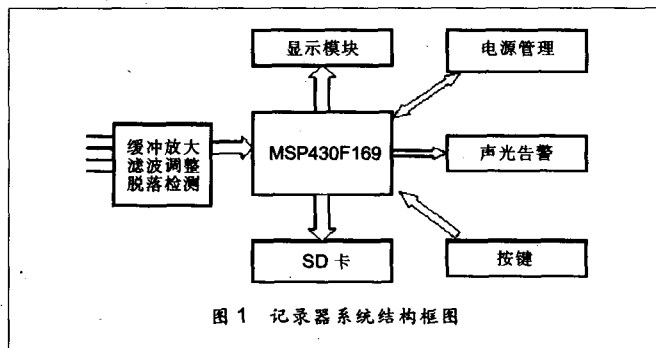 显示模块
电源管理
缓冲放大
滤波调整
脱落检测
MSP430F169
声光告警
SD 卡
按键
图 1 记录器系统结构框图